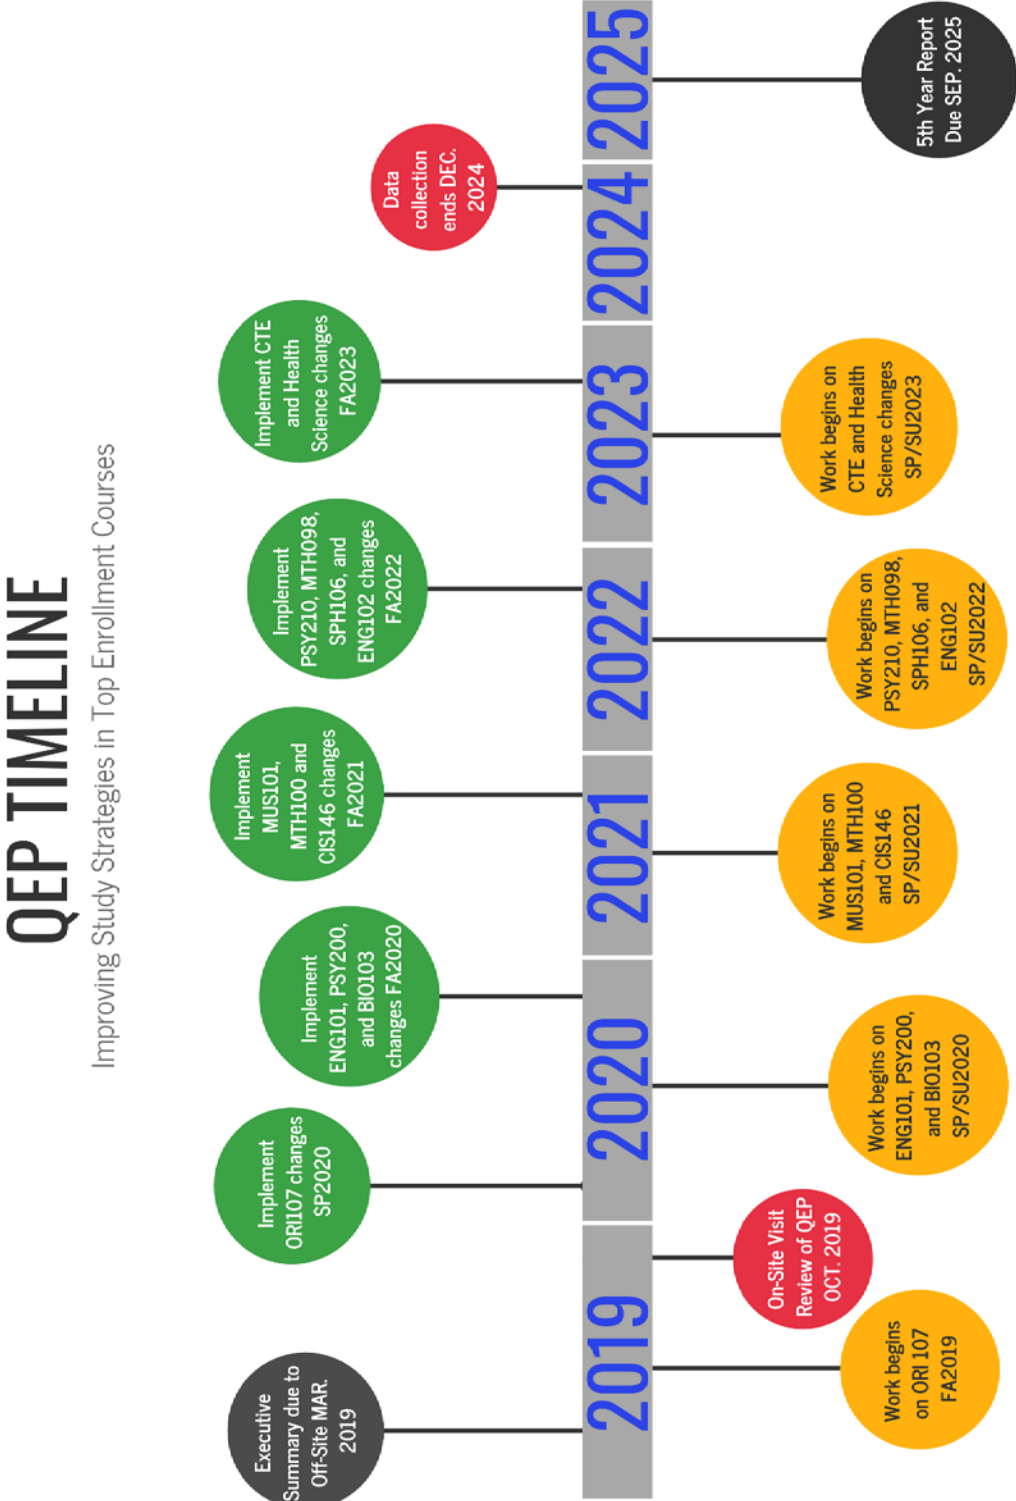 QEP TIMELINE
Improving Study Strategies in Top Enrollment Courses
Executive
Summary due to
Off-Site MAR.
2019
Implement
ORI107 changes
SP2020
Implement
ENG101, PSY200,
and BIO103
changes FA2020
Implement
MUS101,
MTH100 and
CIS146 changes
FA2021
Implement
PSY210, MTH098,
SPH106, and
ENG102 changes
FA2022
Implement CTE
and Health
Science changes
FA2023
Data
collection
ends DEC.
2024
2019
2020
2021
2022
2023
2024
2025
Work begins
on ORI 107
FA2019
On-Site Visit
Review of QEP
OCT. 2019
Work begins on
ENG101, PSY200,
and BIO103
SP/SU2020
Work begins on
MUS101, MTH100
and CIS146
SP/SU2021
Work begins on
PSY210, MTH098,
SPH106, and
ENG102
SP/SU2022
Work begins on
CTE and Health
Science changes
SP/SU2023
5th Year Report
Due SEP. 2025